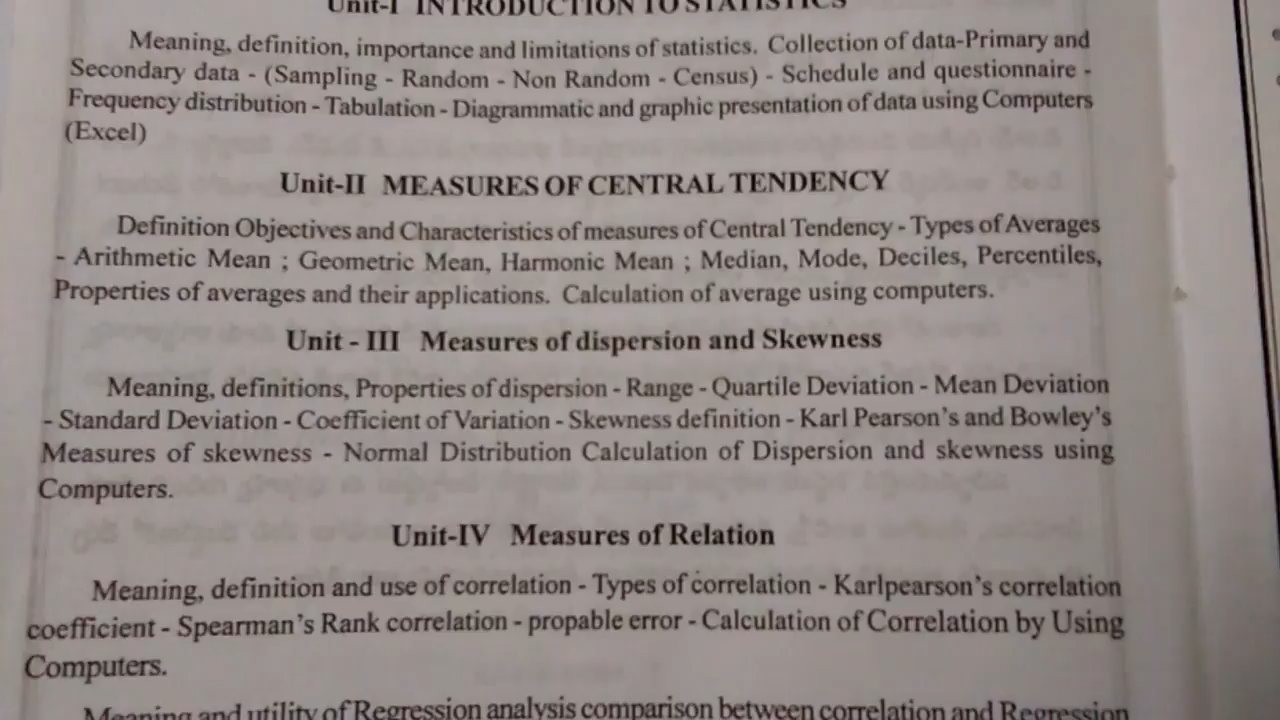 Unit-I INTRODUCTION TO STATISTICS
Meaning, definition, importance and limitations of statistics. Collection of data-Primary and
Secondary data - (Sampling - Random - Non Random - Census) - Schedule and questionnaire -
Frequency distribution - Tabulation - Diagrammatic and graphic presentation of data using Computers
(Excel)
Unit-II MEASURES OF CENTRAL TENDENCY
Definition Objectives and Characteristics of measures of Central Tendency - Types of Averages
- Arithmetic Mean ; Geometric Mean, Harmonic Mean ; Median, Mode, Deciles, Percentiles,
Properties of averages and their applications. Calculation of average using computers.
Unit - III Measures of dispersion and Skewness
Meaning, definitions, Properties of dispersion - Range - Quartile Deviation - Mean Deviation
- Standard Deviation - Coefficient of Variation - Skewness definition - Karl Pearson's and Bowley's
Measures of skewness - Normal Distribution Calculation of Dispersion and skewness using
Computers.
Unit-IV Measures of Relation
Meaning, definition and use of correlation - Types of correlation - Karlpearson's correlation
coefficient - Spearman's Rank correlation - propable error - Calculation of Correlation by Using
Computers.
Meaning and utility of Regression analysis comparison between correlation and Regression